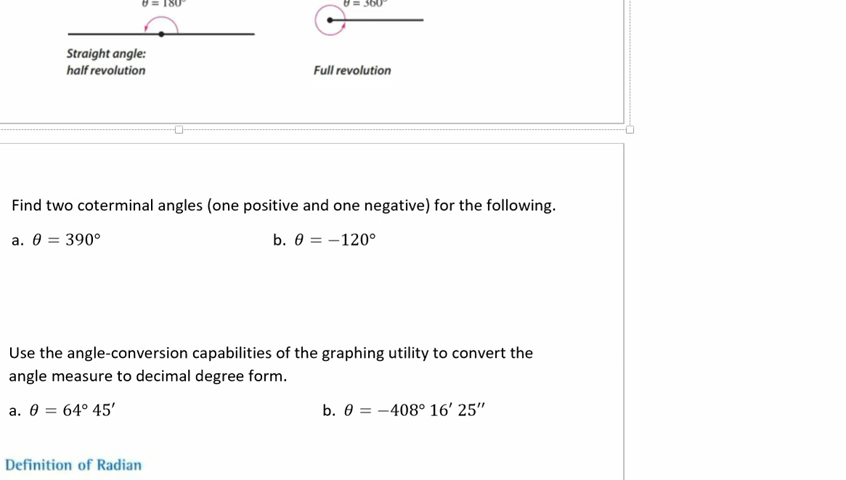 θ = 180°
θ = 360°
Straight angle:
half revolution
Full revolution
Find two coterminal angles (one positive and one negative) for the following.
a. θ = 390°
b. θ = −120°
Use the angle-conversion capabilities of the graphing utility to convert the
angle measure to decimal degree form.
a. θ = 64° 45′
b. θ = −408° 16′ 25″
Definition of Radian